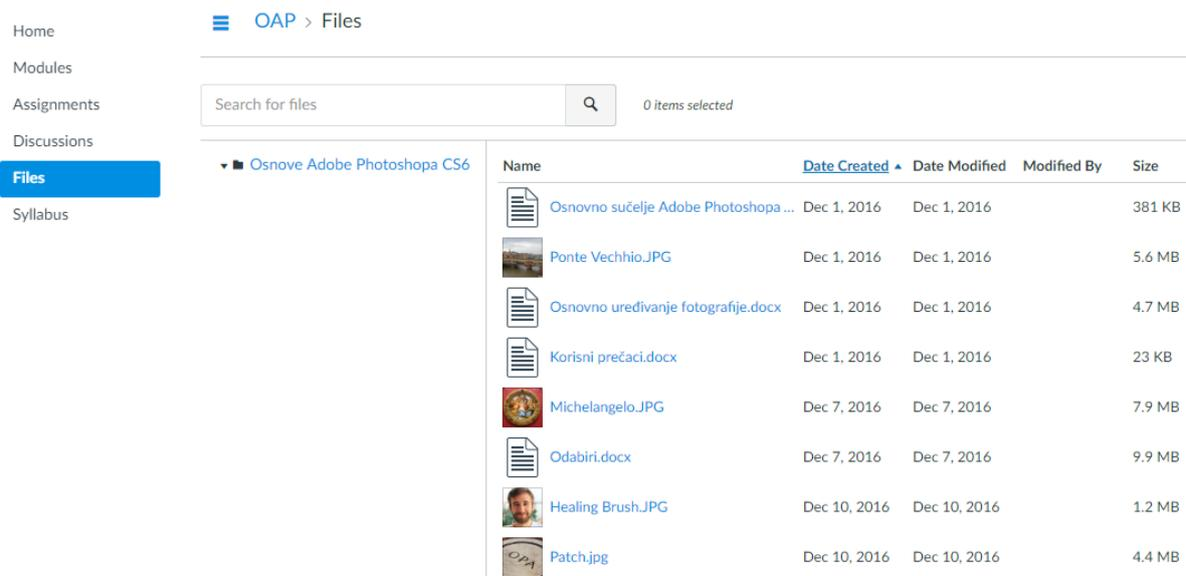 Home
Modules
Assignments
Discussions
Files
Syllabus
OAP > Files
Search for files
0 items selected
Osnove Adobe Photoshopa CS6
Name Date Created Date Modified Modified By Size
Osnovno sučelje Adobe Photoshopa ... Dec 1, 2016 Dec 1, 2016 381 KB
Ponte Vechhio.JPG Dec 1, 2016 Dec 1, 2016 5.6 MB
Osnovno uređivanje fotografije.docx Dec 1, 2016 Dec 1, 2016 4.7 MB
Korisni prečaci.docx Dec 1, 2016 Dec 1, 2016 23 KB
Michelangelo.JPG Dec 7, 2016 Dec 7, 2016 7.9 MB
Odabiri.docx Dec 7, 2016 Dec 7, 2016 9.9 MB
Healing Brush.JPG Dec 10, 2016 Dec 10, 2016 1.2 MB
OPA
Patch.jpg Dec 10, 2016 Dec 10, 2016 4.4 MB